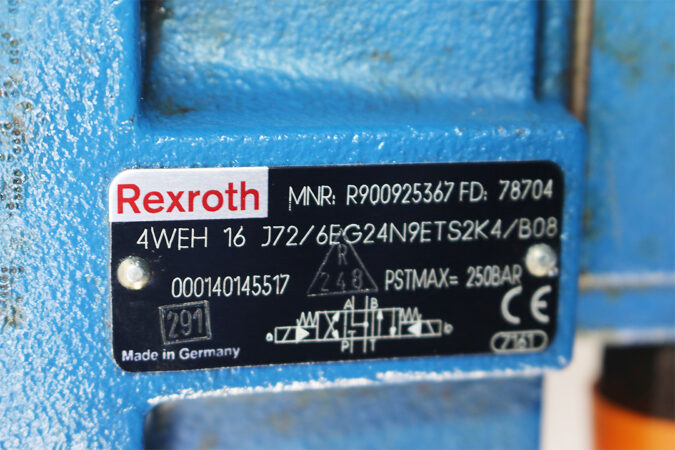 Rexroth MNR: R900925367 FD: 78704
4WEH 16 J72/6EG24N9ETS2K4/B08
R
000140145517 248 PSTMAX= 250BAR
291
A B
a b
P T
CE
7161
Made in Germany